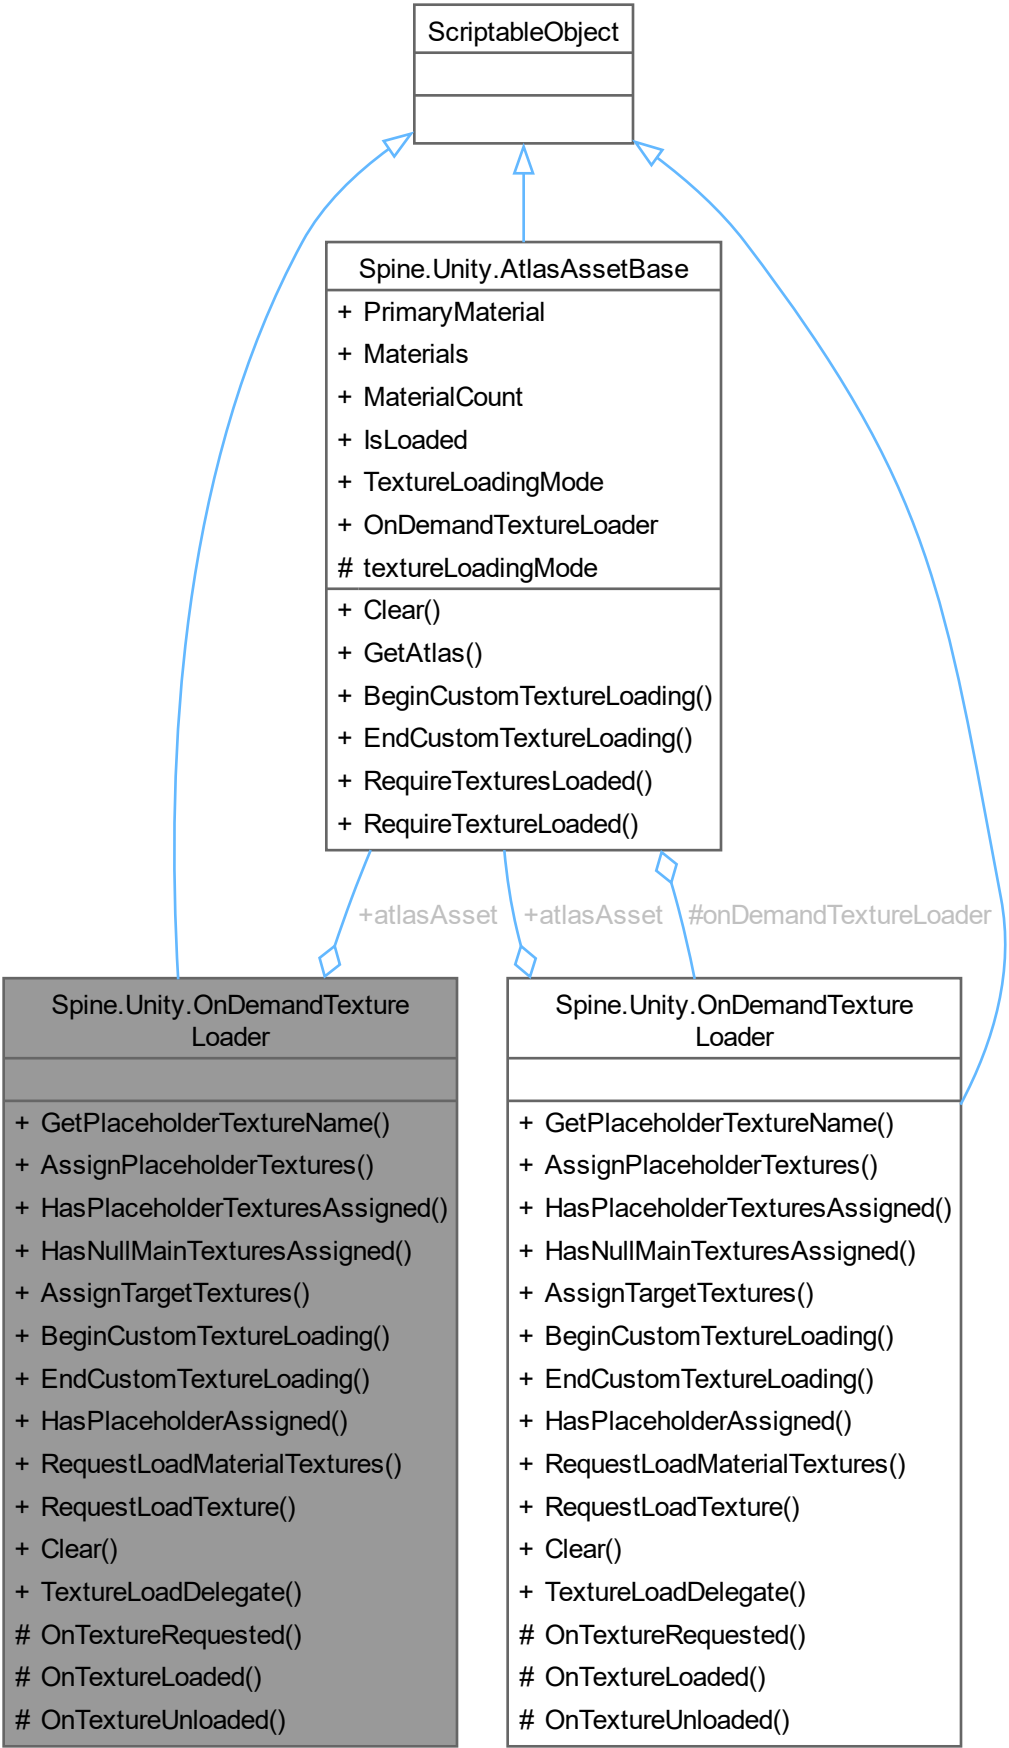 ScriptableObject
Spine.Unity.AtlasAssetBase
+ PrimaryMaterial
+ Materials
+ MaterialCount
+ IsLoaded
+ TextureLoadingMode
+ OnDemandTextureLoader
# textureLoadingMode
+ Clear()
+ GetAtlas()
+ BeginCustomTextureLoading()
+ EndCustomTextureLoading()
+ RequireTexturesLoaded()
+ RequireTextureLoaded()
+atlasAsset
+atlasAsset
#onDemandTextureLoader
Spine.Unity.OnDemandTexture
Loader
+ GetPlaceholderTextureName()
+ AssignPlaceholderTextures()
+ HasPlaceholderTexturesAssigned()
+ HasNullMainTexturesAssigned()
+ AssignTargetTextures()
+ BeginCustomTextureLoading()
+ EndCustomTextureLoading()
+ HasPlaceholderAssigned()
+ RequestLoadMaterialTextures()
+ RequestLoadTexture()
+ Clear()
+ TextureLoadDelegate()
# OnTextureRequested()
# OnTextureLoaded()
# OnTextureUnloaded()
Spine.Unity.OnDemandTexture
Loader
+ GetPlaceholderTextureName()
+ AssignPlaceholderTextures()
+ HasPlaceholderTexturesAssigned()
+ HasNullMainTexturesAssigned()
+ AssignTargetTextures()
+ BeginCustomTextureLoading()
+ EndCustomTextureLoading()
+ HasPlaceholderAssigned()
+ RequestLoadMaterialTextures()
+ RequestLoadTexture()
+ Clear()
+ TextureLoadDelegate()
# OnTextureRequested()
# OnTextureLoaded()
# OnTextureUnloaded()